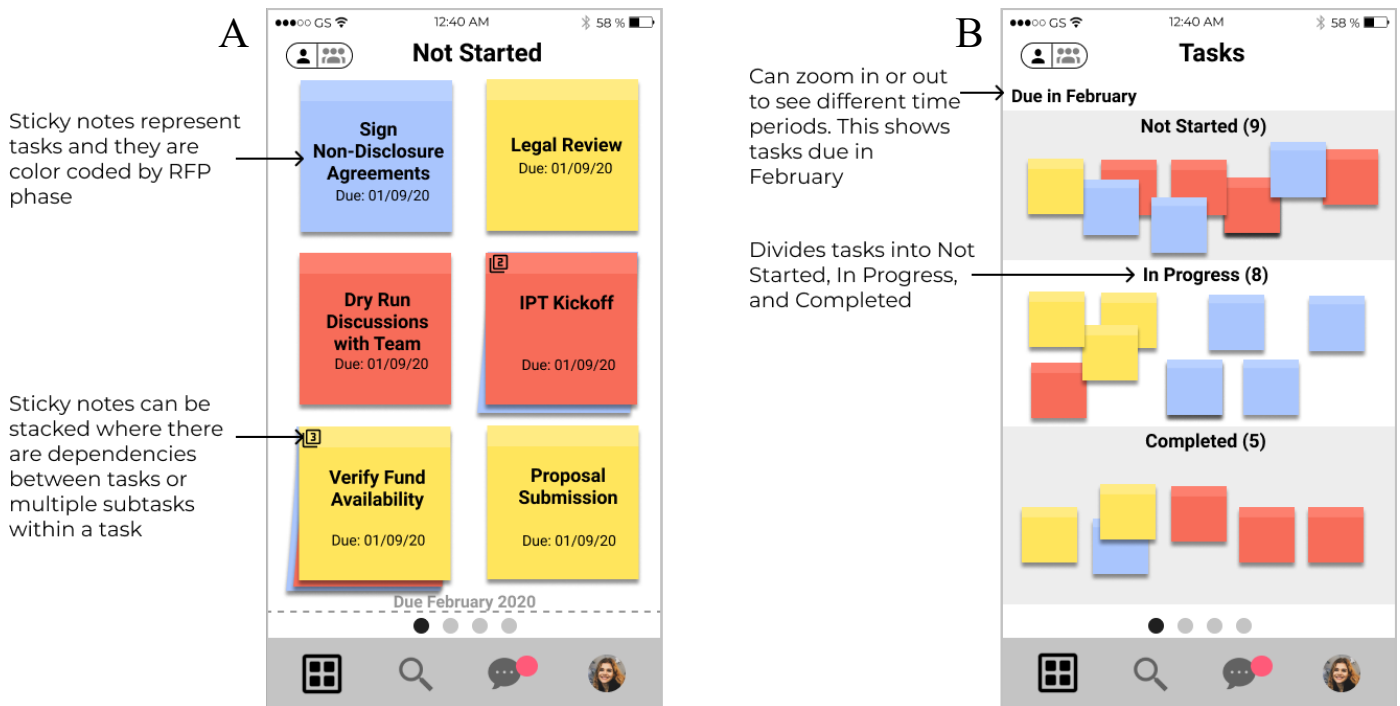 A
●●●○○ GS 12:40 AM 58 %
Not Started
Sign
Non-Disclosure
Agreements
Due: 01/09/20
Legal Review
Due: 01/09/20
Dry Run
Discussions
with Team
Due: 01/09/20
2
IPT Kickoff
Due: 01/09/20
3
Verify Fund
Availability
Due: 01/09/20
Proposal
Submission
Due: 01/09/20
Due February 2020
Sticky notes represent
tasks and they are
color coded by RFP
phase
Sticky notes can be
stacked where there
are dependencies
between tasks or
multiple subtasks
within a task
B
●●●○○ GS 12:40 AM 58 %
Tasks
Can zoom in or out
to see different time
periods. This shows
tasks due in
February
Due in February
Not Started (9)
Divides tasks into Not
Started, In Progress,
and Completed
In Progress (8)
Completed (5)